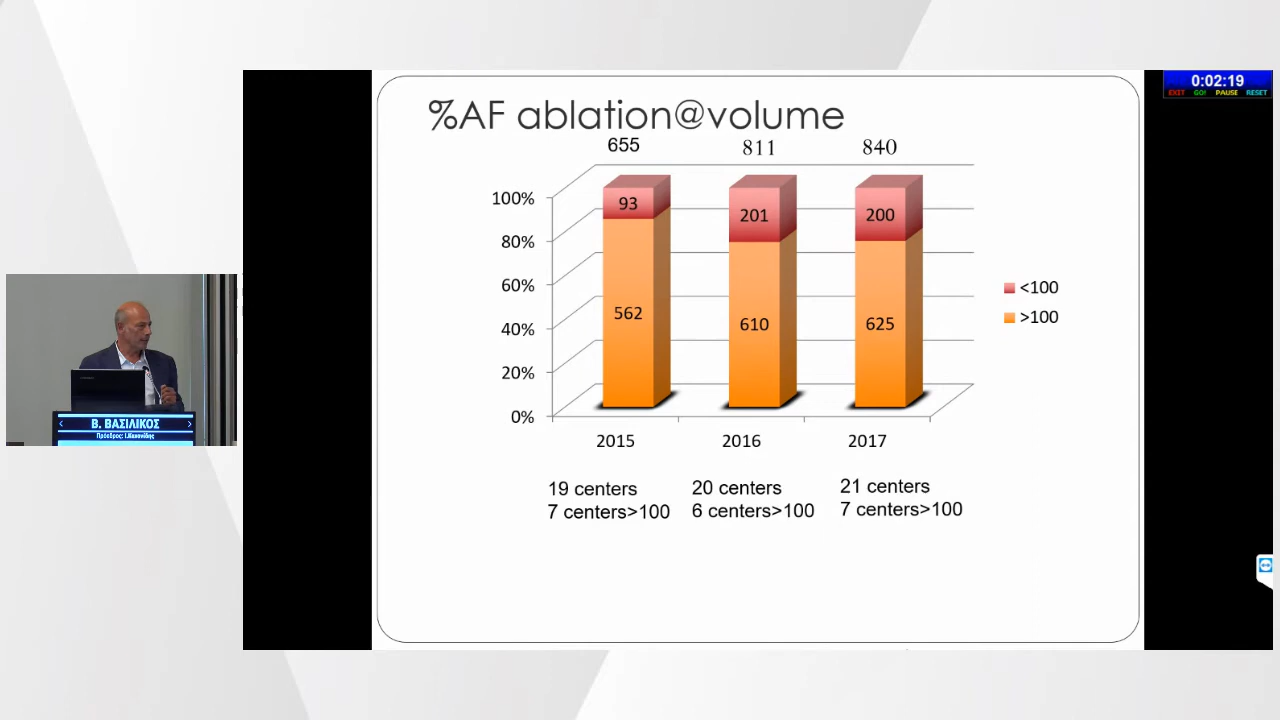 %AF ablation@volume
655
811
840
100%
80%
60%
40%
20%
0%
93
201
200
562
610
625
<100
>100
2015
2016
2017
19 centers
7 centers>100
20 centers
6 centers>100
21 centers
7 centers>100
0:02:19
EXIT GO! PAUSE RESET
Β. ΒΑΣΙΛΙΚΟΣ
Πρόεδρος: Ι.Κανονίδης